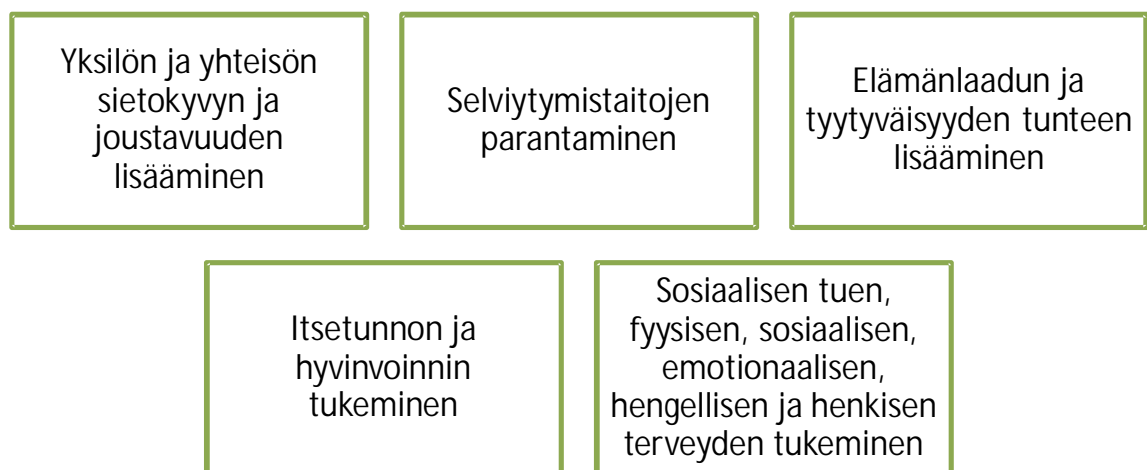 Yksilön ja yhteisön
sietokyvyn ja
joustavuuden
lisääminen
Selviytymistaitojen
parantaminen
Elämänlaadun ja
tyytyväisyyden tunteen
lisääminen
Itsetunnon ja
hyvinvoinnin
tukeminen
Sosiaalisen tuen,
fyysisen, sosiaalisen,
emotionaalisen,
hengellisen ja henkisen
terveyden tukeminen